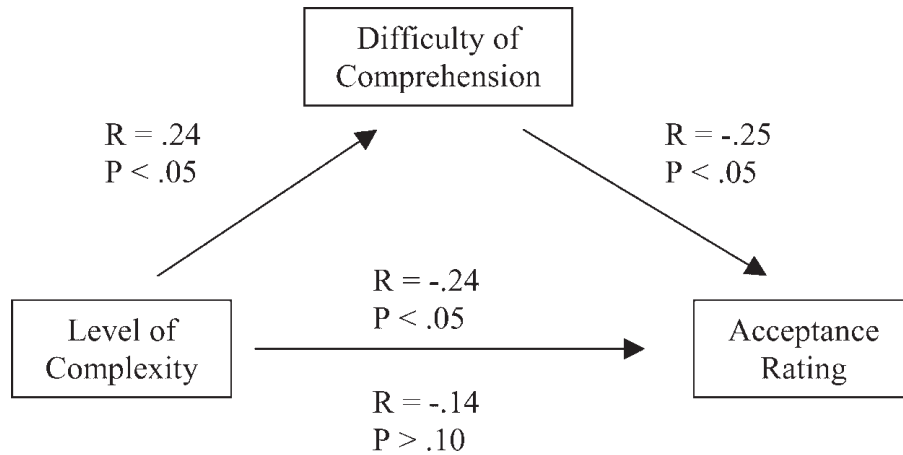 Difficulty of
Comprehension
R = .24
P < .05
R = -.25
P < .05
R = -.24
P < .05
Level of
Complexity
Acceptance
Rating
R = -.14
P > .10